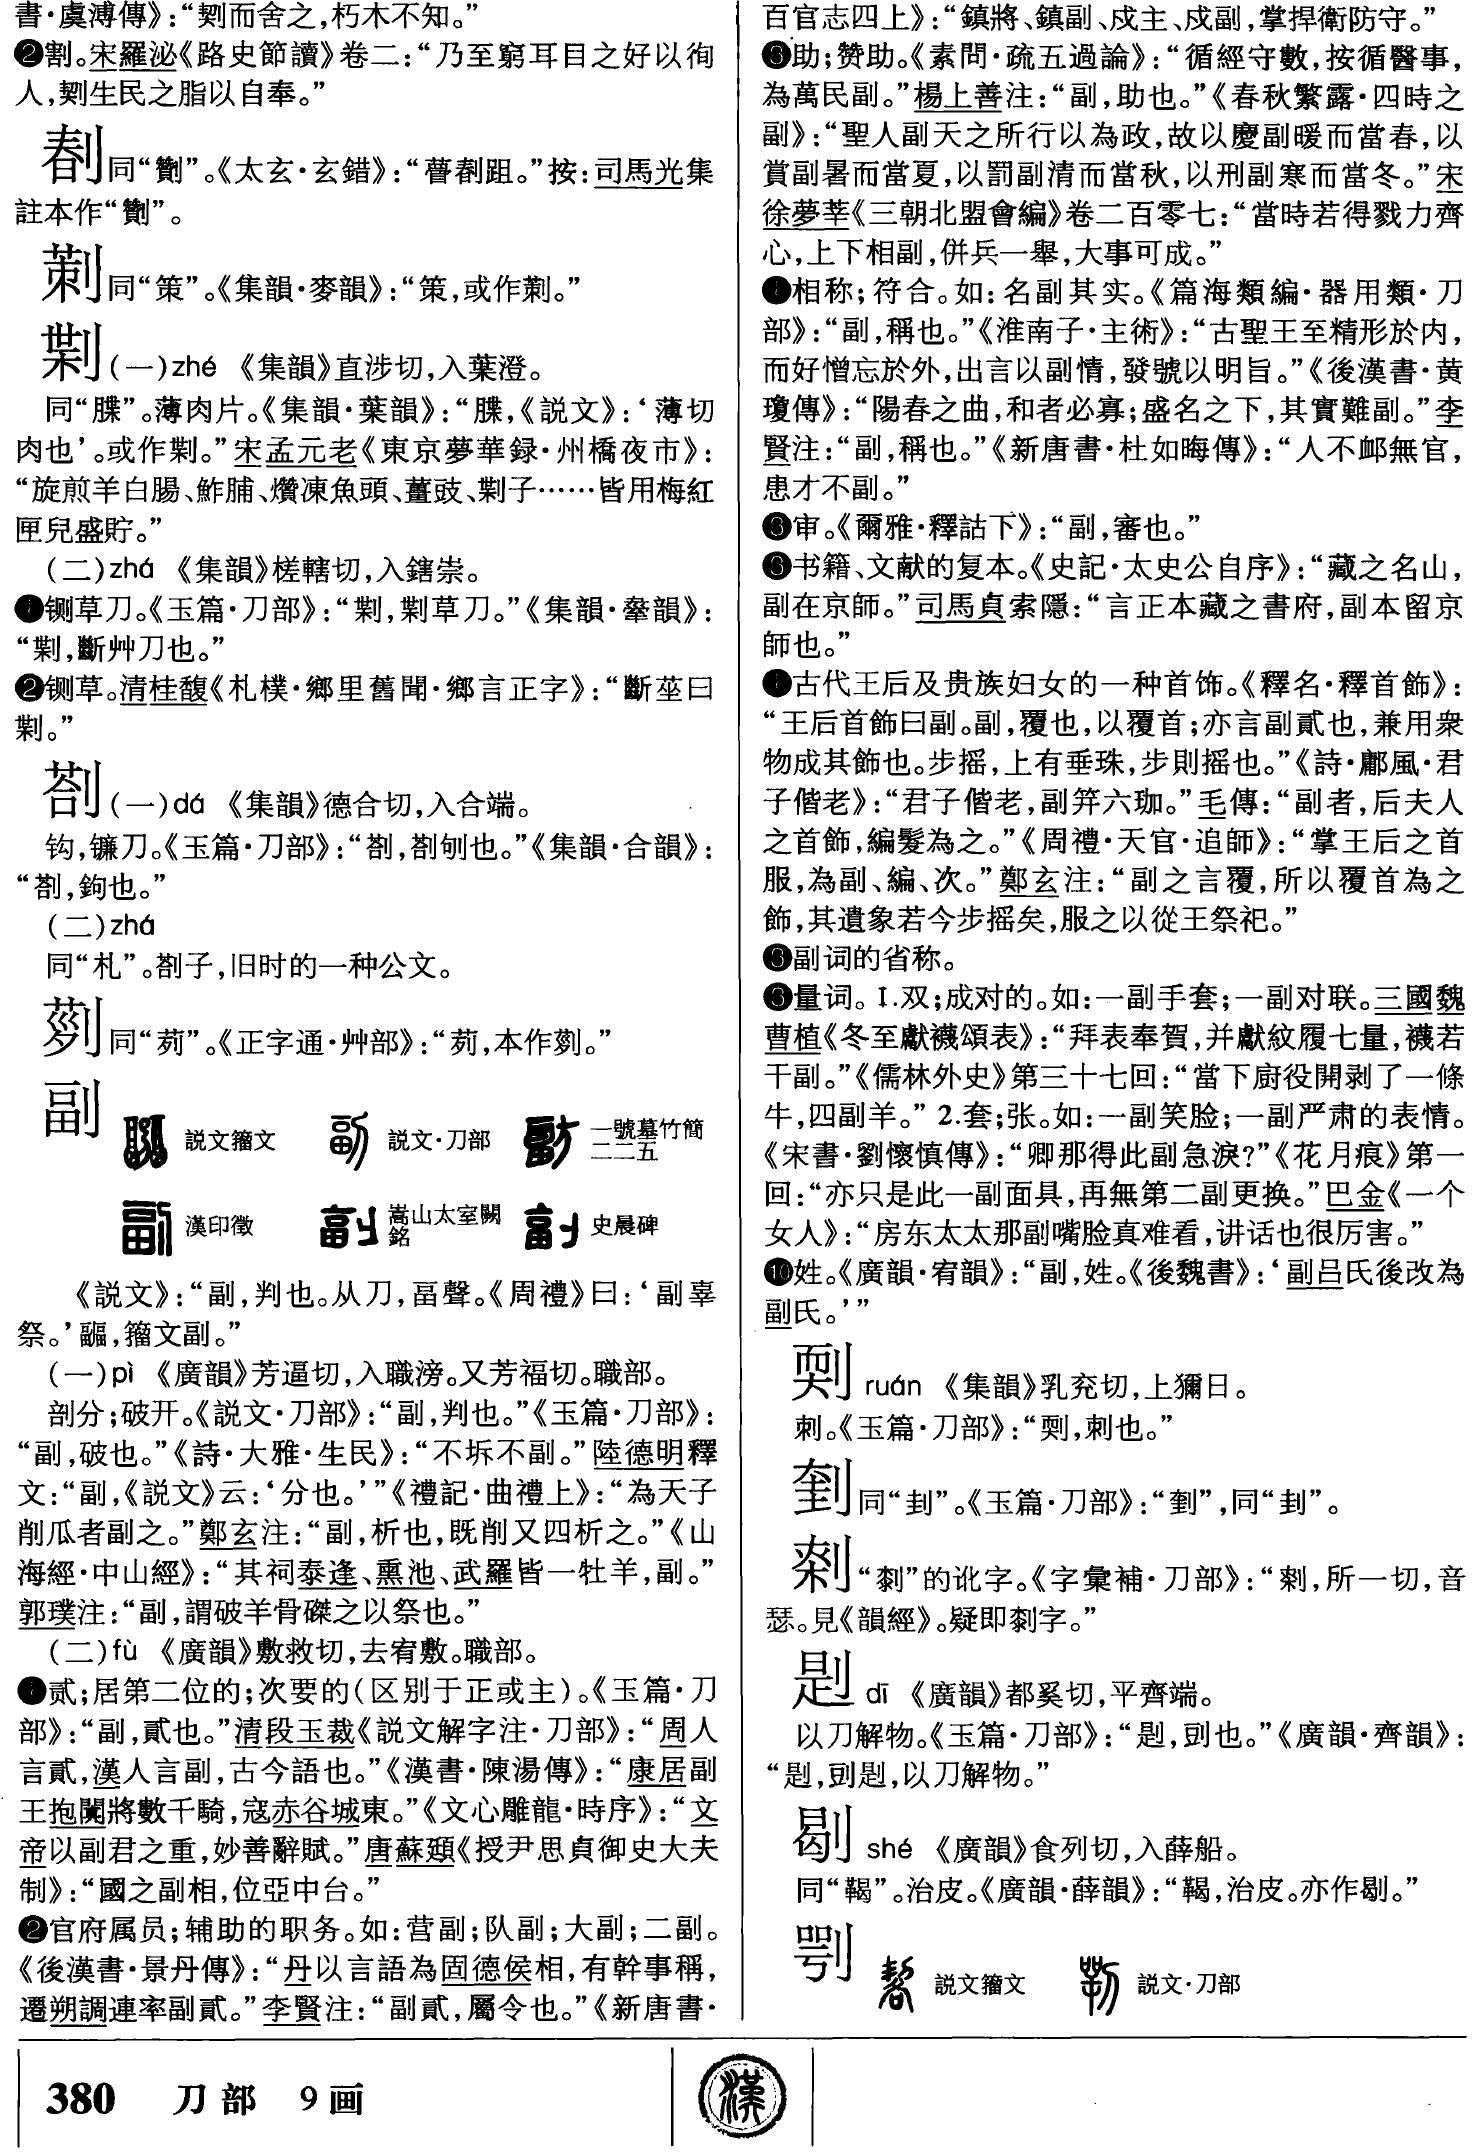 書·虞溥傳》：“剿而舍之，朽木不知。”
❷割。宋羅泌《路史節讀》卷二：“乃至窮耳目之好以徇
人，剿生民之脂以自奉。”
同“劗”。《太玄·玄錯》：“瞢剒跙。”按：司馬光集
註本作“劗”。
茦刂同“策”。《集韻·麥韻》：“策，或作。”
剿(一)zhé 《集韻》直涉切，入葉澄。
同“牒”。薄肉片。《集韻·葉韻》：“牒，《説文》：‘薄切
肉也’。或作剿。”宋孟元老《東京夢華録·州橋夜市》：
“旋煎羊白腸、鮓脯、㸇凍魚頭、薑豉、剿子……皆用梅紅
匣兒盛貯。”
(二)zhá 《集韻》槎轄切，入鎋崇。
❶铡草刀。《玉篇·刀部》：“剿，剿草刀。”《集韻·舝韻》：
“剿，斷艸刀也。”
❷铡草。清桂馥《札樸·鄉里舊聞·鄉言正字》：“斷莝曰
剿。”
剳(一)dá 《集韻》德合切，入合端。
钩，镰刀。《玉篇·刀部》：“剳，剳刨也。”《集韻·合韻》：
“剳，鉤也。”
(二)zhá
同“札”。剳子，旧时的一种公文。
同“茢”。《正字通·艸部》：“茢，本作。”
副 説文籀文 説文·刀部 一號墓竹簡二二五
漢印徵 嵩山太室闕銘 史晨碑
《説文》：“副，判也。从刀，畐聲。《周禮》曰：‘副辜
祭。’疈，籀文副。”
(一)pì 《廣韻》芳逼切，入職滂。又芳福切。職部。
剖分；破开。《説文·刀部》：“副，判也。”《玉篇·刀部》：
“副，破也。”《詩·大雅·生民》：“不坼不副。”陸德明釋
文：“副，《説文》云：‘分也。’”《禮記·曲禮上》：“為天子
削瓜者副之。”鄭玄注：“副，析也，既削又四析之。”《山
海經·中山經》：“其祠泰逢、熏池、武羅皆一牡羊，副。”
郭璞注：“副，謂破羊骨磔之以祭也。”
(二)fù 《廣韻》敷救切，去宥敷。職部。
❶贰；居第二位的；次要的(区别于正或主)。《玉篇·刀
部》：“副，貳也。”清段玉裁《説文解字注·刀部》：“周人
言貳，漢人言副，古今語也。”《漢書·陳湯傳》：“康居副
王抱闐將數千騎，寇赤谷城東。”《文心雕龍·時序》：“文
帝以副君之重，妙善辭賦。”唐蘇頲《授尹思貞御史大夫
制》：“國之副相，位亞中台。”
❷官府属员；辅助的职务。如：营副；队副；大副；二副。
《後漢書·景丹傳》：“丹以言語為固德侯相，有幹事稱，
遷朔調連率副貳。”李賢注：“副貳，屬令也。”《新唐書·
百官志四上》：“鎮將、鎮副、戍主、戍副，掌捍衛防守。”
❸助；赞助。《素問·疏五過論》：“循經守數，按循醫事，
為萬民副。”楊上善注：“副，助也。”《春秋繁露·四時之
副》：“聖人副天之所行以為政，故以慶副暖而當春，以
賞副暑而當夏，以罰副清而當秋，以刑副寒而當冬。”宋
徐夢莘《三朝北盟會編》卷二百零七：“當時若得戮力齊
心，上下相副，併兵一舉，大事可成。”
❹相称；符合。如：名副其实。《篇海類編·器用類·刀
部》：“副，稱也。”《淮南子·主術》：“古聖王至精形於内，
而好憎忘於外，出言以副情，發號以明旨。”《後漢書·黄
瓊傳》：“陽春之曲，和者必寡；盛名之下，其實難副。”李
賢注：“副，稱也。”《新唐書·杜如晦傳》：“人不䘏無官，
患才不副。”
❺审。《爾雅·釋詁下》：“副，審也。”
❻书籍、文献的复本。《史記·太史公自序》：“藏之名山，
副在京師。”司馬貞索隱：“言正本藏之書府，副本留京
師也。”
❼古代王后及贵族妇女的一种首饰。《釋名·釋首飾》：
“王后首飾曰副。副，覆也，以覆首；亦言副貳也，兼用衆
物成其飾也。步摇，上有垂珠，步則摇也。”《詩·鄘風·君
子偕老》：“君子偕老，副笄六珈。”毛傳：“副者，后夫人
之首飾，編髮為之。”《周禮·天官·追師》：“掌王后之首
服，為副、編、次。”鄭玄注：“副之言覆，所以覆首為之
飾，其遺象若今步摇矣，服之以從王祭祀。”
❽副词的省称。
❾量词。1.双；成对的。如：一副手套；一副对联。三國魏
曹植《冬至獻襪頌表》：“拜表奉賀，并獻紋履七量，襪若
干副。”《儒林外史》第三十七回：“當下廚役開剥了一條
牛，四副羊。”2.套；张。如：一副笑脸；一副严肃的表情。
《宋書·劉懷慎傳》：“卿那得此副急淚？”《花月痕》第一
回：“亦只是此一副面具，再無第二副更换。”巴金《一个
女人》：“房东太太那副嘴脸真难看，讲话也很厉害。”
❿姓。《廣韻·宥韻》：“副，姓。《後魏書》：‘副吕氏後改為
副氏。’”
㓴 ruán 《集韻》乳兖切，上獮日。
刺。《玉篇·刀部》：“，刺也。”
同“刲”。《玉篇·刀部》：“”，同“刲”。
“剺”的讹字。《字彙補·刀部》：“，所一切，音
瑟。見《韻經》。疑即剺字。”
剬 dī 《廣韻》都奚切，平齊端。
以刀解物。《玉篇·刀部》：“，刭也。”《廣韻·齊韻》：
“，以刀解物。”
剔 shé 《廣韻》食列切，入薛船。
同“䩤”。治皮。《廣韻·薛韻》：“，治皮。亦作。”
剠 説文籀文 説文·刀部
380 刀部 9画
漢